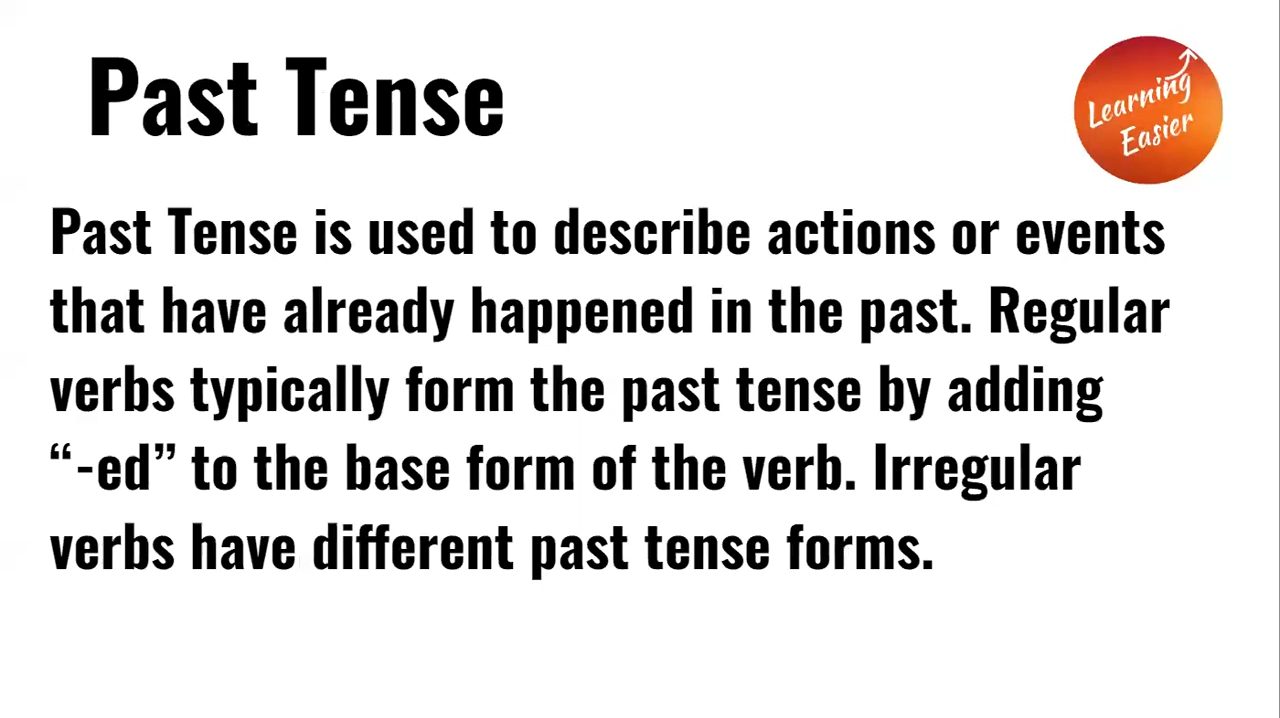 Past Tense
Learning
Easier
Past Tense is used to describe actions or events
that have already happened in the past. Regular
verbs typically form the past tense by adding
“-ed” to the base form of the verb. Irregular
verbs have different past tense forms.